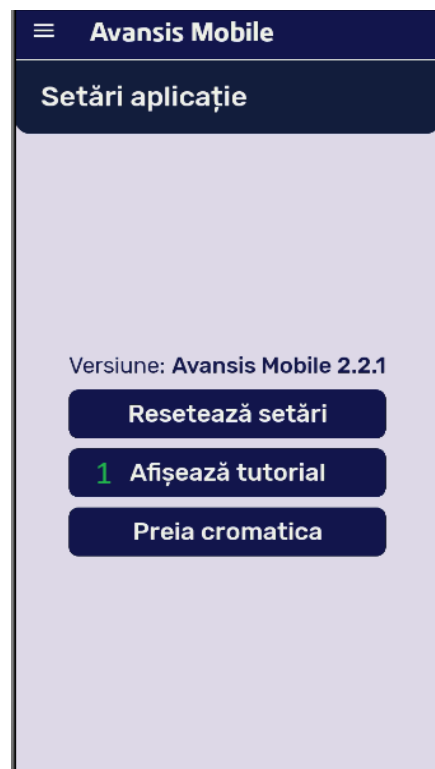 Avansis Mobile
Setări aplicație
Versiune: Avansis Mobile 2.2.1
Resetează setări
1 Afișează tutorial
Preia cromatica